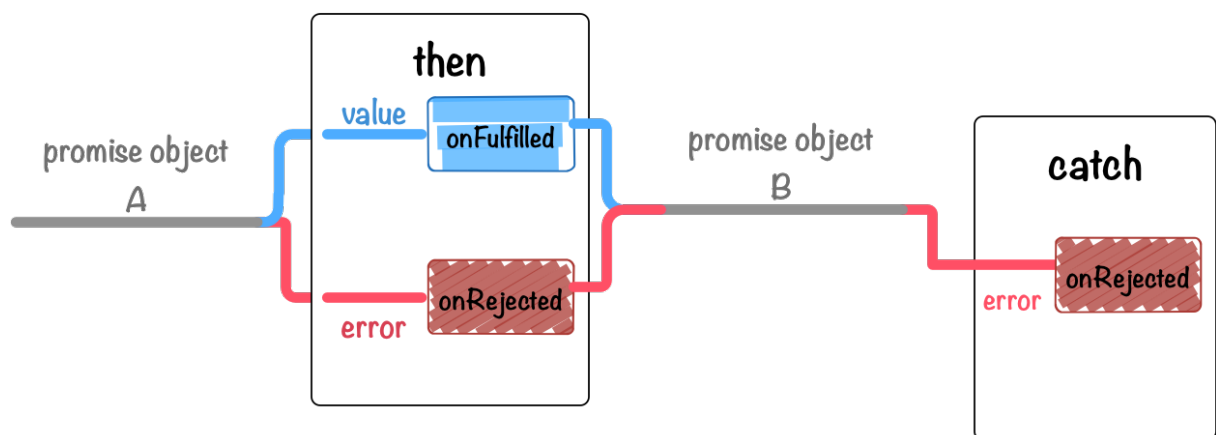 then
value
onFulfilled
promise object
A
error
onRejected
promise object
B
catch
error
onRejected